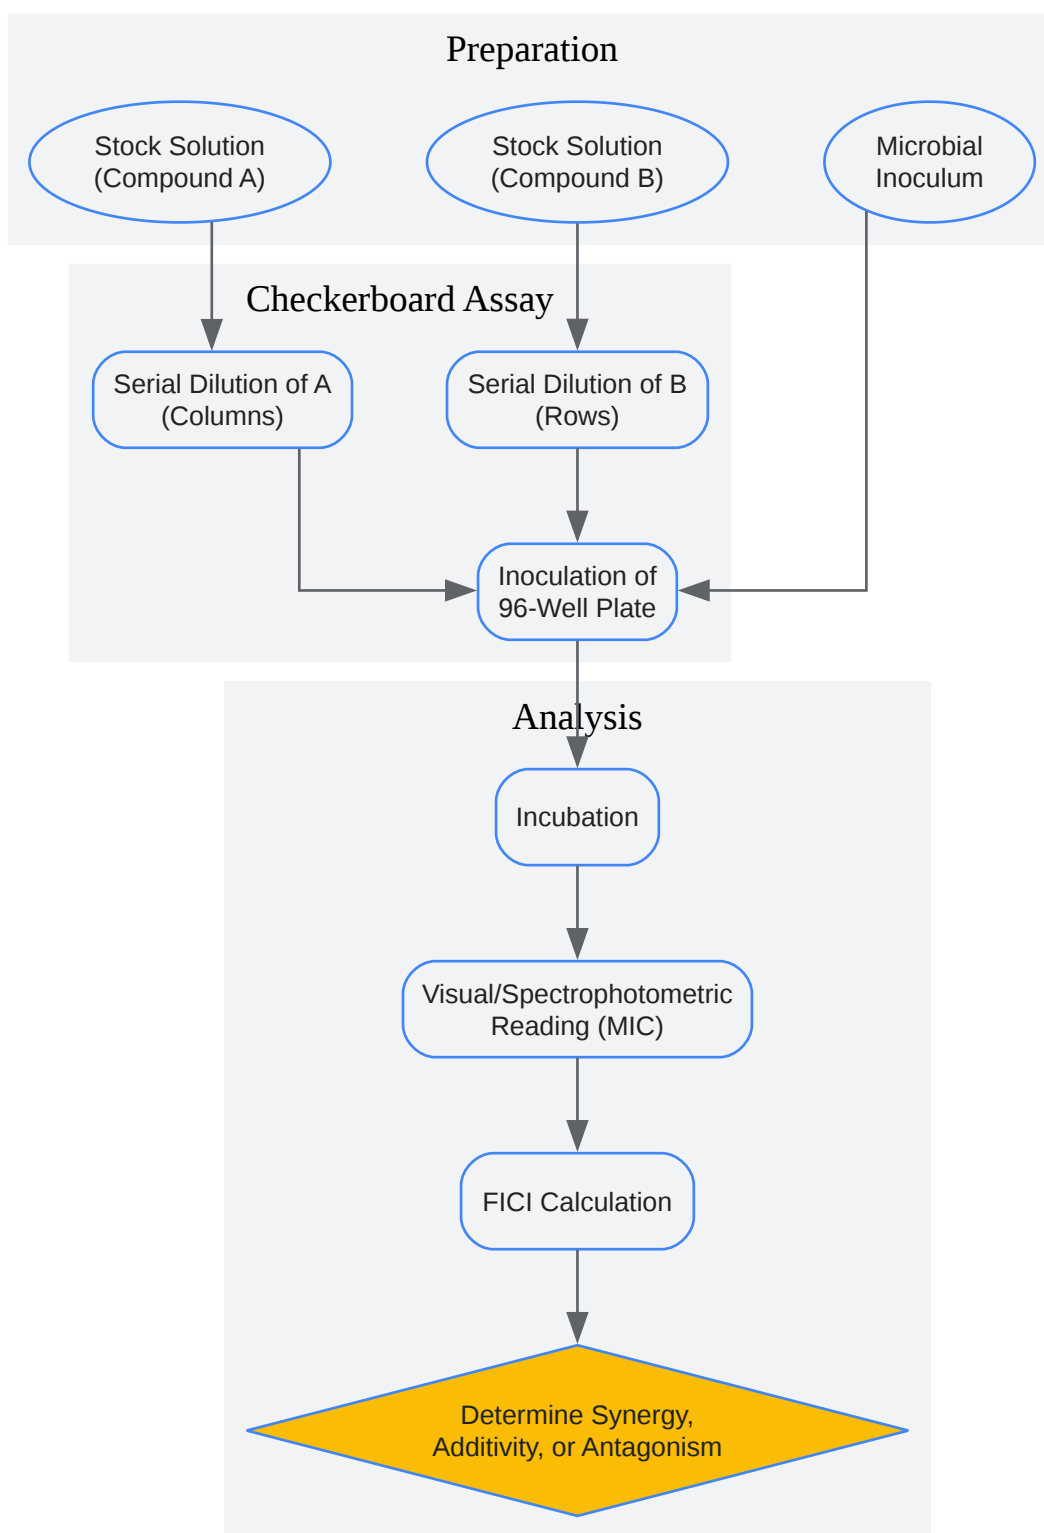 Preparation
Stock Solution
(Compound A)
Stock Solution
(Compound B)
Microbial
Inoculum
Checkerboard Assay
Serial Dilution of A
(Columns)
Serial Dilution of B
(Rows)
Inoculation of
96-Well Plate
Analysis
Incubation
Visual/Spectrophotometric
Reading (MIC)
FICI Calculation
Determine Synergy,
Additivity, or Antagonism